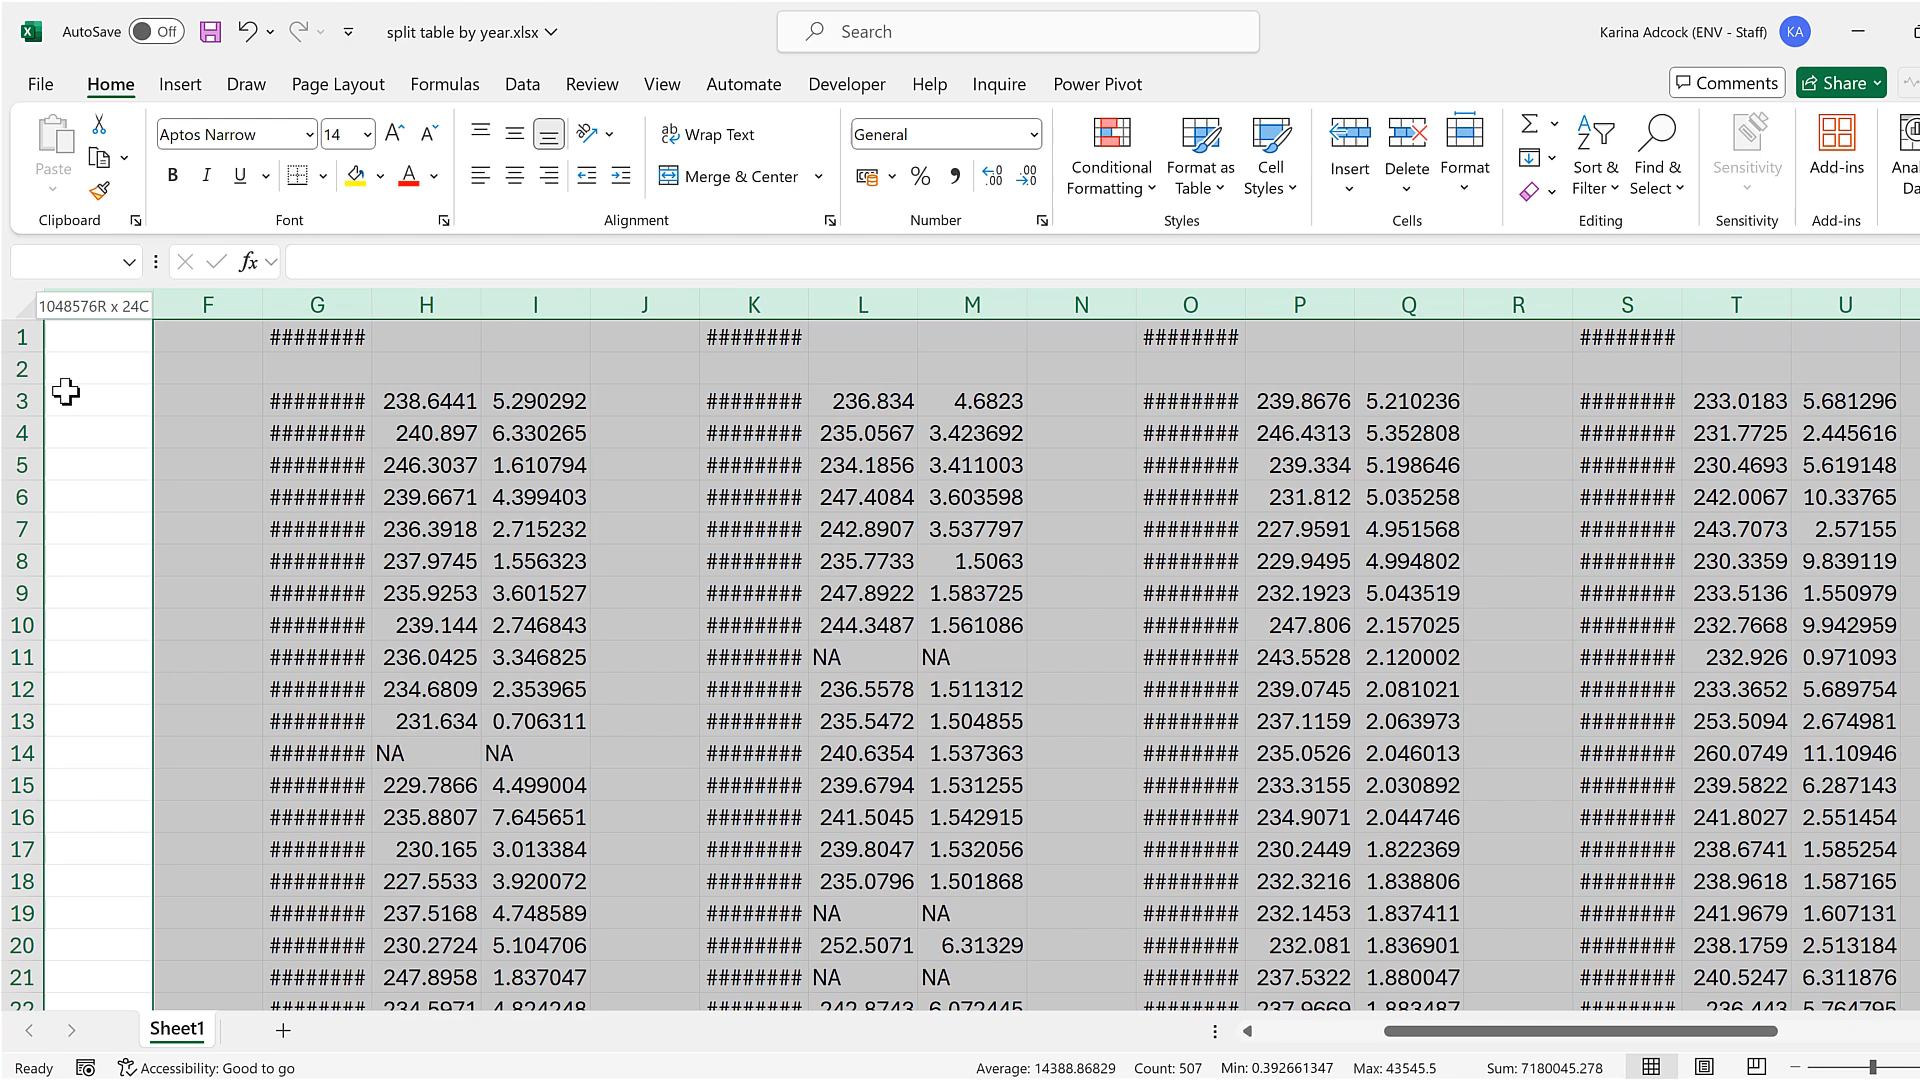 AutoSave Off split table by year.xlsx Search Karina Adcock (ENV - Staff) KA
File Home Insert Draw Page Layout Formulas Data Review View Automate Developer Help Inquire Power Pivot Comments Share
Paste Aptos Narrow 14 Wrap Text General Conditional Formatting Format as Table Cell Styles Insert Delete Format Sort & Filter Find & Select Sensitivity Add-ins
B I U Merge & Center
Clipboard Font Alignment Number Styles Cells Editing Sensitivity Add-ins
fx
1048576R x 24C F G H I J K L M N O P Q R S T U
1 ######## ######## ######## ########
2
3 ######## 238.6441 5.290292 ######## 236.834 4.6823 ######## 239.8676 5.210236 ######## 233.0183 5.681296
4 ######## 240.897 6.330265 ######## 235.0567 3.423692 ######## 246.4313 5.352808 ######## 231.7725 2.445616
5 ######## 246.3037 1.610794 ######## 234.1856 3.411003 ######## 239.334 5.198646 ######## 230.4693 5.619148
6 ######## 239.6671 4.399403 ######## 247.4084 3.603598 ######## 231.812 5.035258 ######## 242.0067 10.33765
7 ######## 236.3918 2.715232 ######## 242.8907 3.537797 ######## 227.9591 4.951568 ######## 243.7073 2.57155
8 ######## 237.9745 1.556323 ######## 235.7733 1.5063 ######## 229.9495 4.994802 ######## 230.3359 9.839119
9 ######## 235.9253 3.601527 ######## 247.8922 1.583725 ######## 232.1923 5.043519 ######## 233.5136 1.550979
10 ######## 239.144 2.746843 ######## 244.3487 1.561086 ######## 247.806 2.157025 ######## 232.7668 9.942959
11 ######## 236.0425 3.346825 ######## NA NA ######## 243.5528 2.120002 ######## 232.926 0.971093
12 ######## 234.6809 2.353965 ######## 236.5578 1.511312 ######## 239.0745 2.081021 ######## 233.3652 5.689754
13 ######## 231.634 0.706311 ######## 235.5472 1.504855 ######## 237.1159 2.063973 ######## 253.5094 2.674981
14 ######## NA NA ######## 240.6354 1.537363 ######## 235.0526 2.046013 ######## 260.0749 11.10946
15 ######## 229.7866 4.499004 ######## 239.6794 1.531255 ######## 233.3155 2.030892 ######## 239.5822 6.287143
16 ######## 235.8807 7.645651 ######## 241.5045 1.542915 ######## 234.9071 2.044746 ######## 241.8027 2.551454
17 ######## 230.165 3.013384 ######## 239.8047 1.532056 ######## 230.2449 1.822369 ######## 238.6741 1.585254
18 ######## 227.5533 3.920072 ######## 235.0796 1.501868 ######## 232.3216 1.838806 ######## 238.9618 1.587165
19 ######## 237.5168 4.748589 ######## NA NA ######## 232.1453 1.837411 ######## 241.9679 1.607131
20 ######## 230.2724 5.104706 ######## 252.5071 6.31329 ######## 232.081 1.836901 ######## 238.1759 2.513184
21 ######## 247.8958 1.837047 ######## NA NA ######## 237.5322 1.880047 ######## 240.5247 6.311876
22 ######## 234.5971 4.824248 ######## 242.8743 6.072445 ######## 237.9669 1.883487 ######## 236.443 5.764795
Sheet1
Ready Accessibility: Good to go Average: 14388.86829 Count: 507 Min: 0.392661347 Max: 43545.5 Sum: 7180045.278